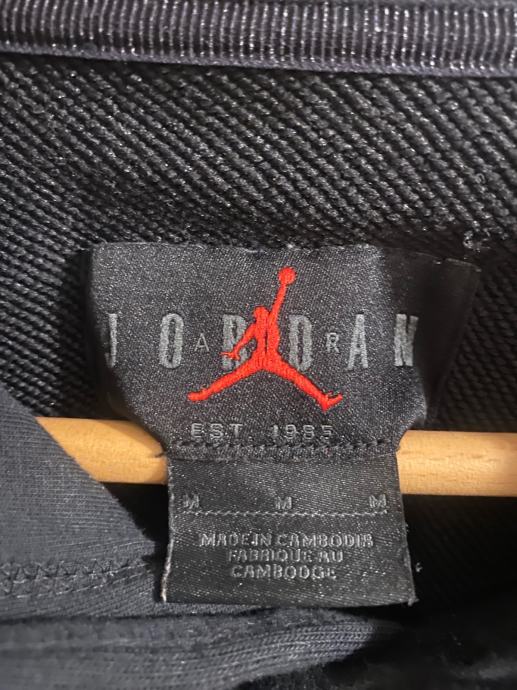 JORDAN
AIR
EST. 1985
M M M
MADE IN CAMBODIA
FABRIQUE AU
CAMBODGE